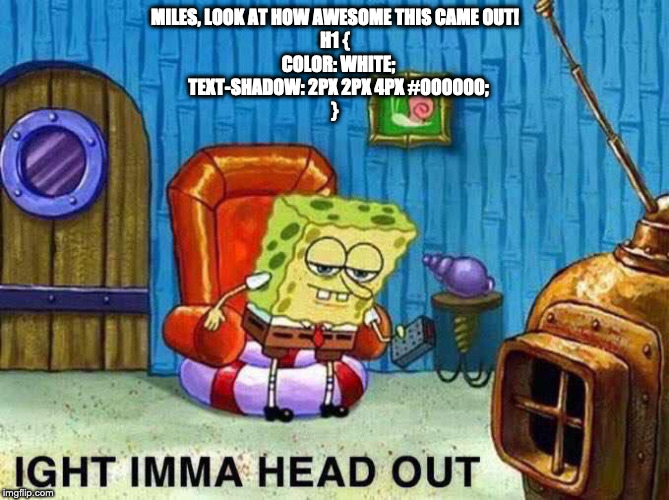 MILES, LOOK AT HOW AWESOME THIS CAME OUT!
H1 {
COLOR: WHITE;
TEXT-SHADOW: 2PX 2PX 4PX #000000;
}
IGHT IMMA HEAD OUT
imgflip.com